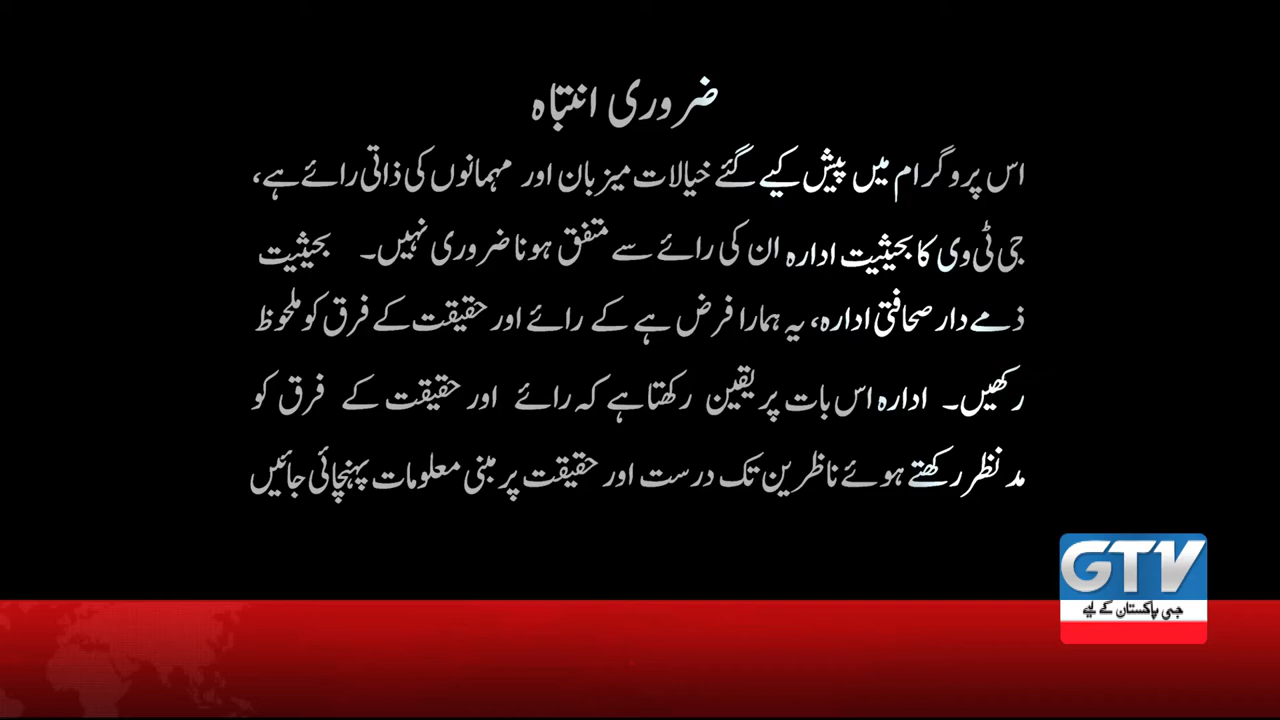 ضروری انتباہ
اس پروگرام میں پیش کیے گئے خیالات میزبان اور مہمانوں کی ذاتی رائے ہے،
جی ٹی وی کا بحیثیت ادارہ ان کی رائے سے متفق ہونا ضروری نہیں۔ بحیثیت
ذمے دار صحافتی ادارہ، یہ ہمارا فرض ہے کے رائے اور حقیقت کے فرق کو ملحوظ
رکھیں۔ ادارہ اس بات پر یقین رکھتا ہے کہ رائے اور حقیقت کے فرق کو
مد نظر رکھتے ہوئے ناظرین تک درست اور حقیقت پر مبنی معلومات پہنچائی جائیں
GTV
جی پاکستان کے لیے